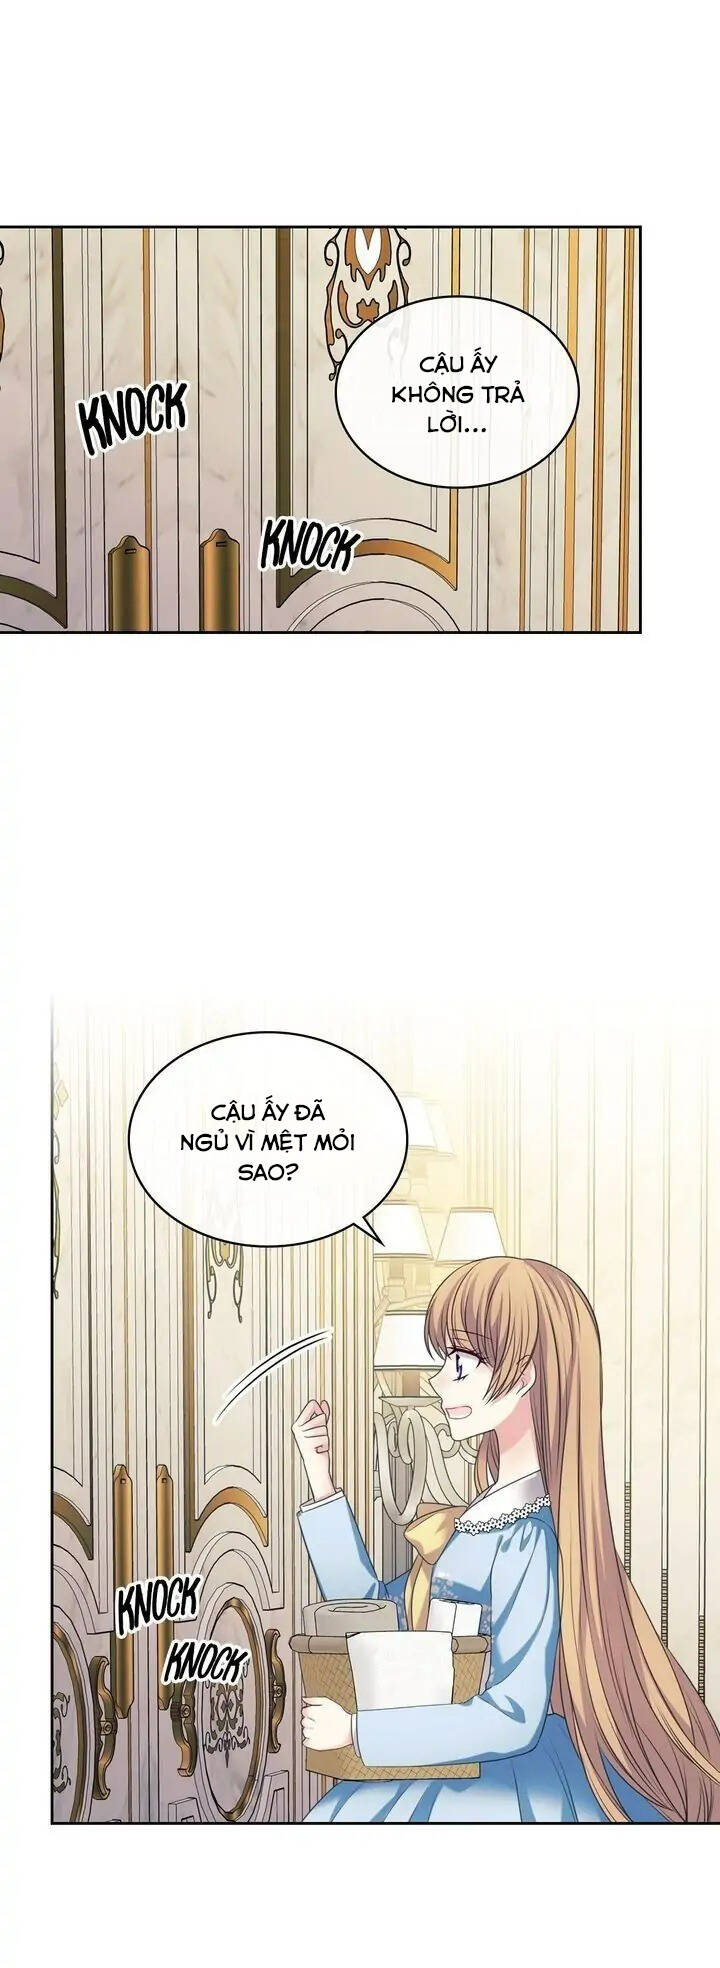 CẬU ẤY
KHÔNG TRẢ
LỜI...
KNOCK
KNOCK
CẬU ẤY ĐÃ
NGỦ VÌ MỆT MỎI
SAO?
KNOCK
KNOCK